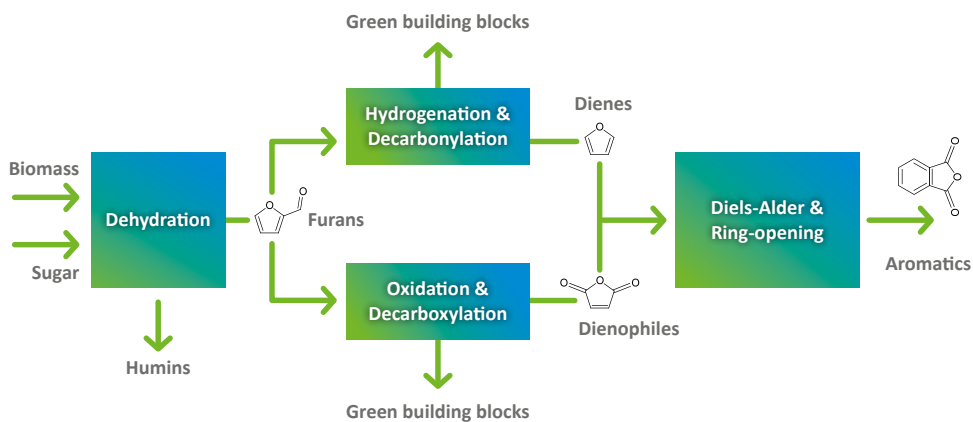 Green building blocks
Hydrogenation &
Decarbonylation
Dienes
O
Biomass
Sugar
Dehydration
O
O
Furans
Humins
Oxidation &
Decarboxylation
O
O
O
Dienophiles
Green building blocks
Diels-Alder &
Ring-opening
O
O
O
Aromatics